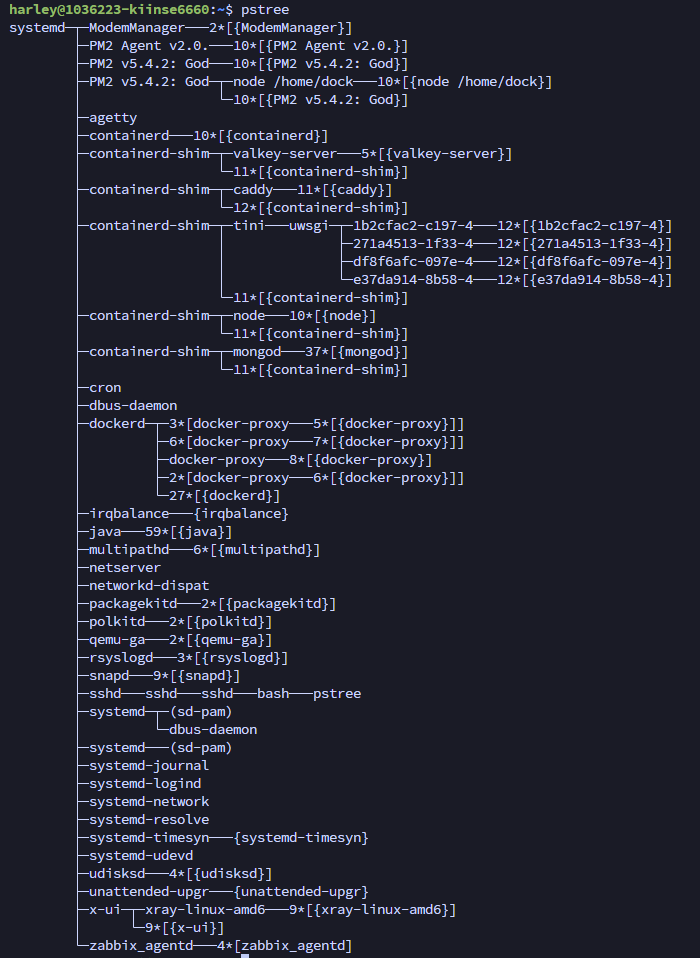 harley@1036223-kiinse6660:~$ pstree
systemd─┬─ModemManager───2*[{ModemManager}]
        ├─PM2 Agent v2.0.───10*[{PM2 Agent v2.0.}]
        ├─PM2 v5.4.2: God───10*[{PM2 v5.4.2: God}]
        ├─PM2 v5.4.2: God─┬─node /home/dock───10*[{node /home/dock}]
        │                 └─10*[{PM2 v5.4.2: God}]
        ├─agetty
        ├─containerd───10*[{containerd}]
        ├─containerd-shim─┬─valkey-server───5*[{valkey-server}]
        │                 └─11*[{containerd-shim}]
        ├─containerd-shim─┬─caddy───11*[{caddy}]
        │                 └─12*[{containerd-shim}]
        ├─containerd-shim─┬─tini───uwsgi─┬─1b2cfac2-c197-4───12*[{1b2cfac2-c197-4}]
        │                 │              ├─271a4513-1f33-4───12*[{271a4513-1f33-4}]
        │                 │              ├─df8f6afc-097e-4───12*[{df8f6afc-097e-4}]
        │                 │              └─e37da914-8b58-4───12*[{e37da914-8b58-4}]
        │                 └─11*[{containerd-shim}]
        ├─containerd-shim─┬─node───10*[{node}]
        │                 └─11*[{containerd-shim}]
        ├─containerd-shim─┬─mongod───37*[{mongod}]
        │                 └─11*[{containerd-shim}]
        ├─cron
        ├─dbus-daemon
        ├─dockerd─┬─3*[docker-proxy───5*[{docker-proxy}]]
        │         ├─6*[docker-proxy───7*[{docker-proxy}]]
        │         ├─docker-proxy───8*[{docker-proxy}]
        │         ├─2*[docker-proxy───6*[{docker-proxy}]]
        │         └─27*[{dockerd}]
        ├─irqbalance───{irqbalance}
        ├─java───59*[{java}]
        ├─multipathd───6*[{multipathd}]
        ├─netserver
        ├─networkd-dispat
        ├─packagekitd───2*[{packagekitd}]
        ├─polkitd───2*[{polkitd}]
        ├─qemu-ga───2*[{qemu-ga}]
        ├─rsyslogd───3*[{rsyslogd}]
        ├─snapd───9*[{snapd}]
        ├─sshd───sshd───sshd───bash───pstree
        ├─systemd─┬─(sd-pam)
        │         └─dbus-daemon
        ├─systemd───(sd-pam)
        ├─systemd-journal
        ├─systemd-logind
        ├─systemd-network
        ├─systemd-resolve
        ├─systemd-timesyn───{systemd-timesyn}
        ├─systemd-udevd
        ├─udisksd───4*[{udisksd}]
        ├─unattended-upgr───{unattended-upgr}
        ├─x-ui─┬─xray-linux-amd6───9*[{xray-linux-amd6}]
        │      └─9*[{x-ui}]
        └─zabbix_agentd───4*[zabbix_agentd]